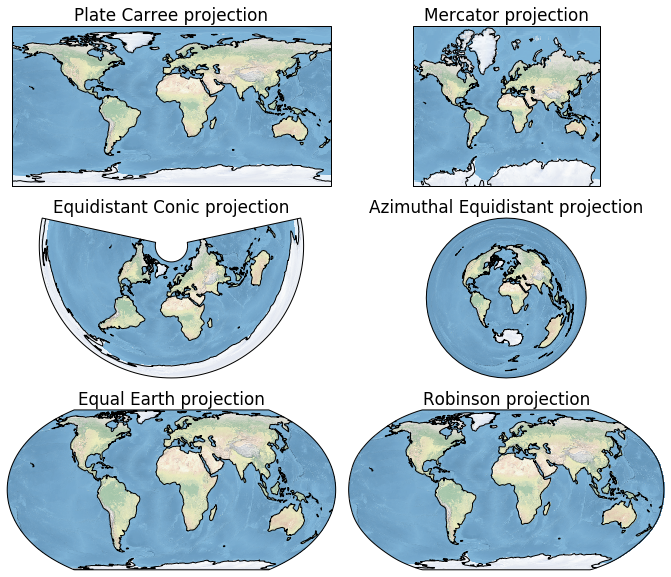 Plate Carree projection
Mercator projection
Equidistant Conic projection
Azimuthal Equidistant projection
Equal Earth projection
Robinson projection